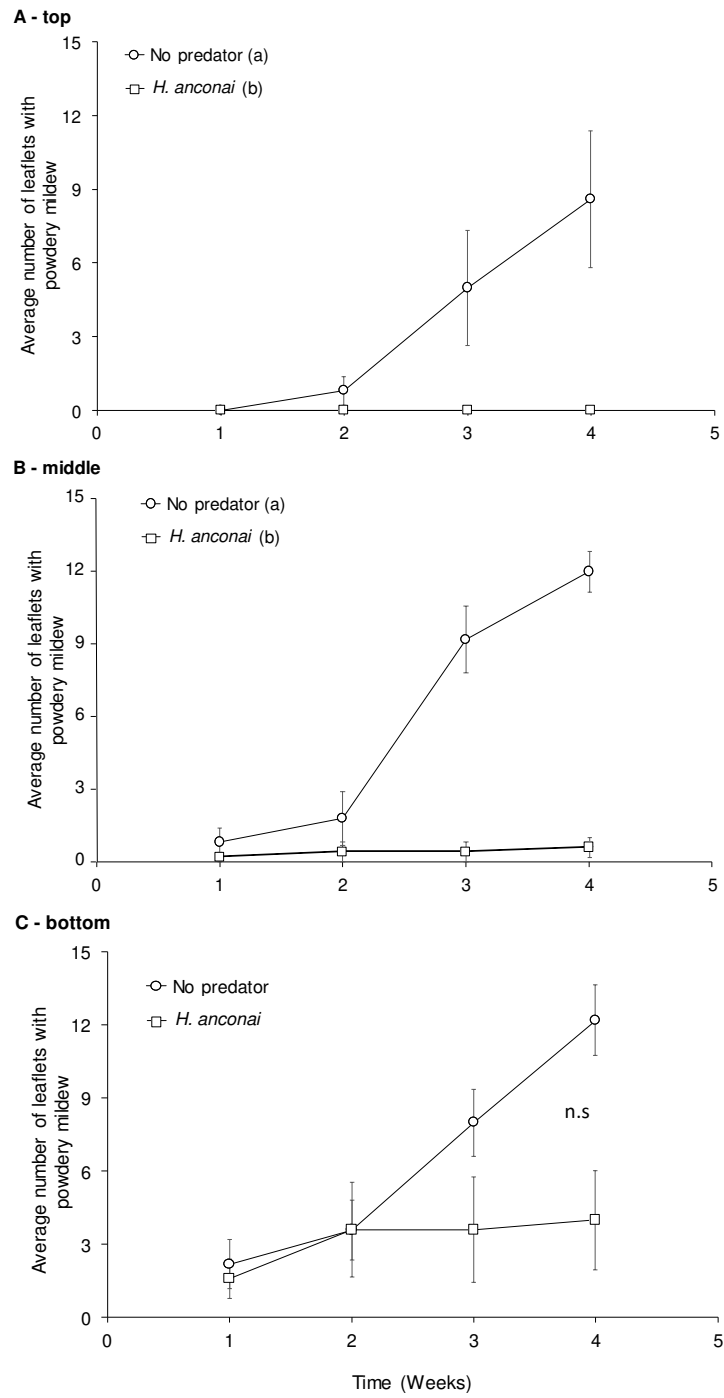 A - top
15
12
9
6
3
0
Average number of leaflets with
powdery mildew
No predator (a)
H. anconai (b)
0 1 2 3 4 5
B - middle
15
12
9
6
3
0
Average number of leaflets with
powdery mildew
No predator (a)
H. anconai (b)
0 1 2 3 4 5
C - bottom
15
12
9
6
3
0
Average number of leaflets with
powdery mildew
No predator
H. anconai
n.s
0 1 2 3 4 5
Time (Weeks)